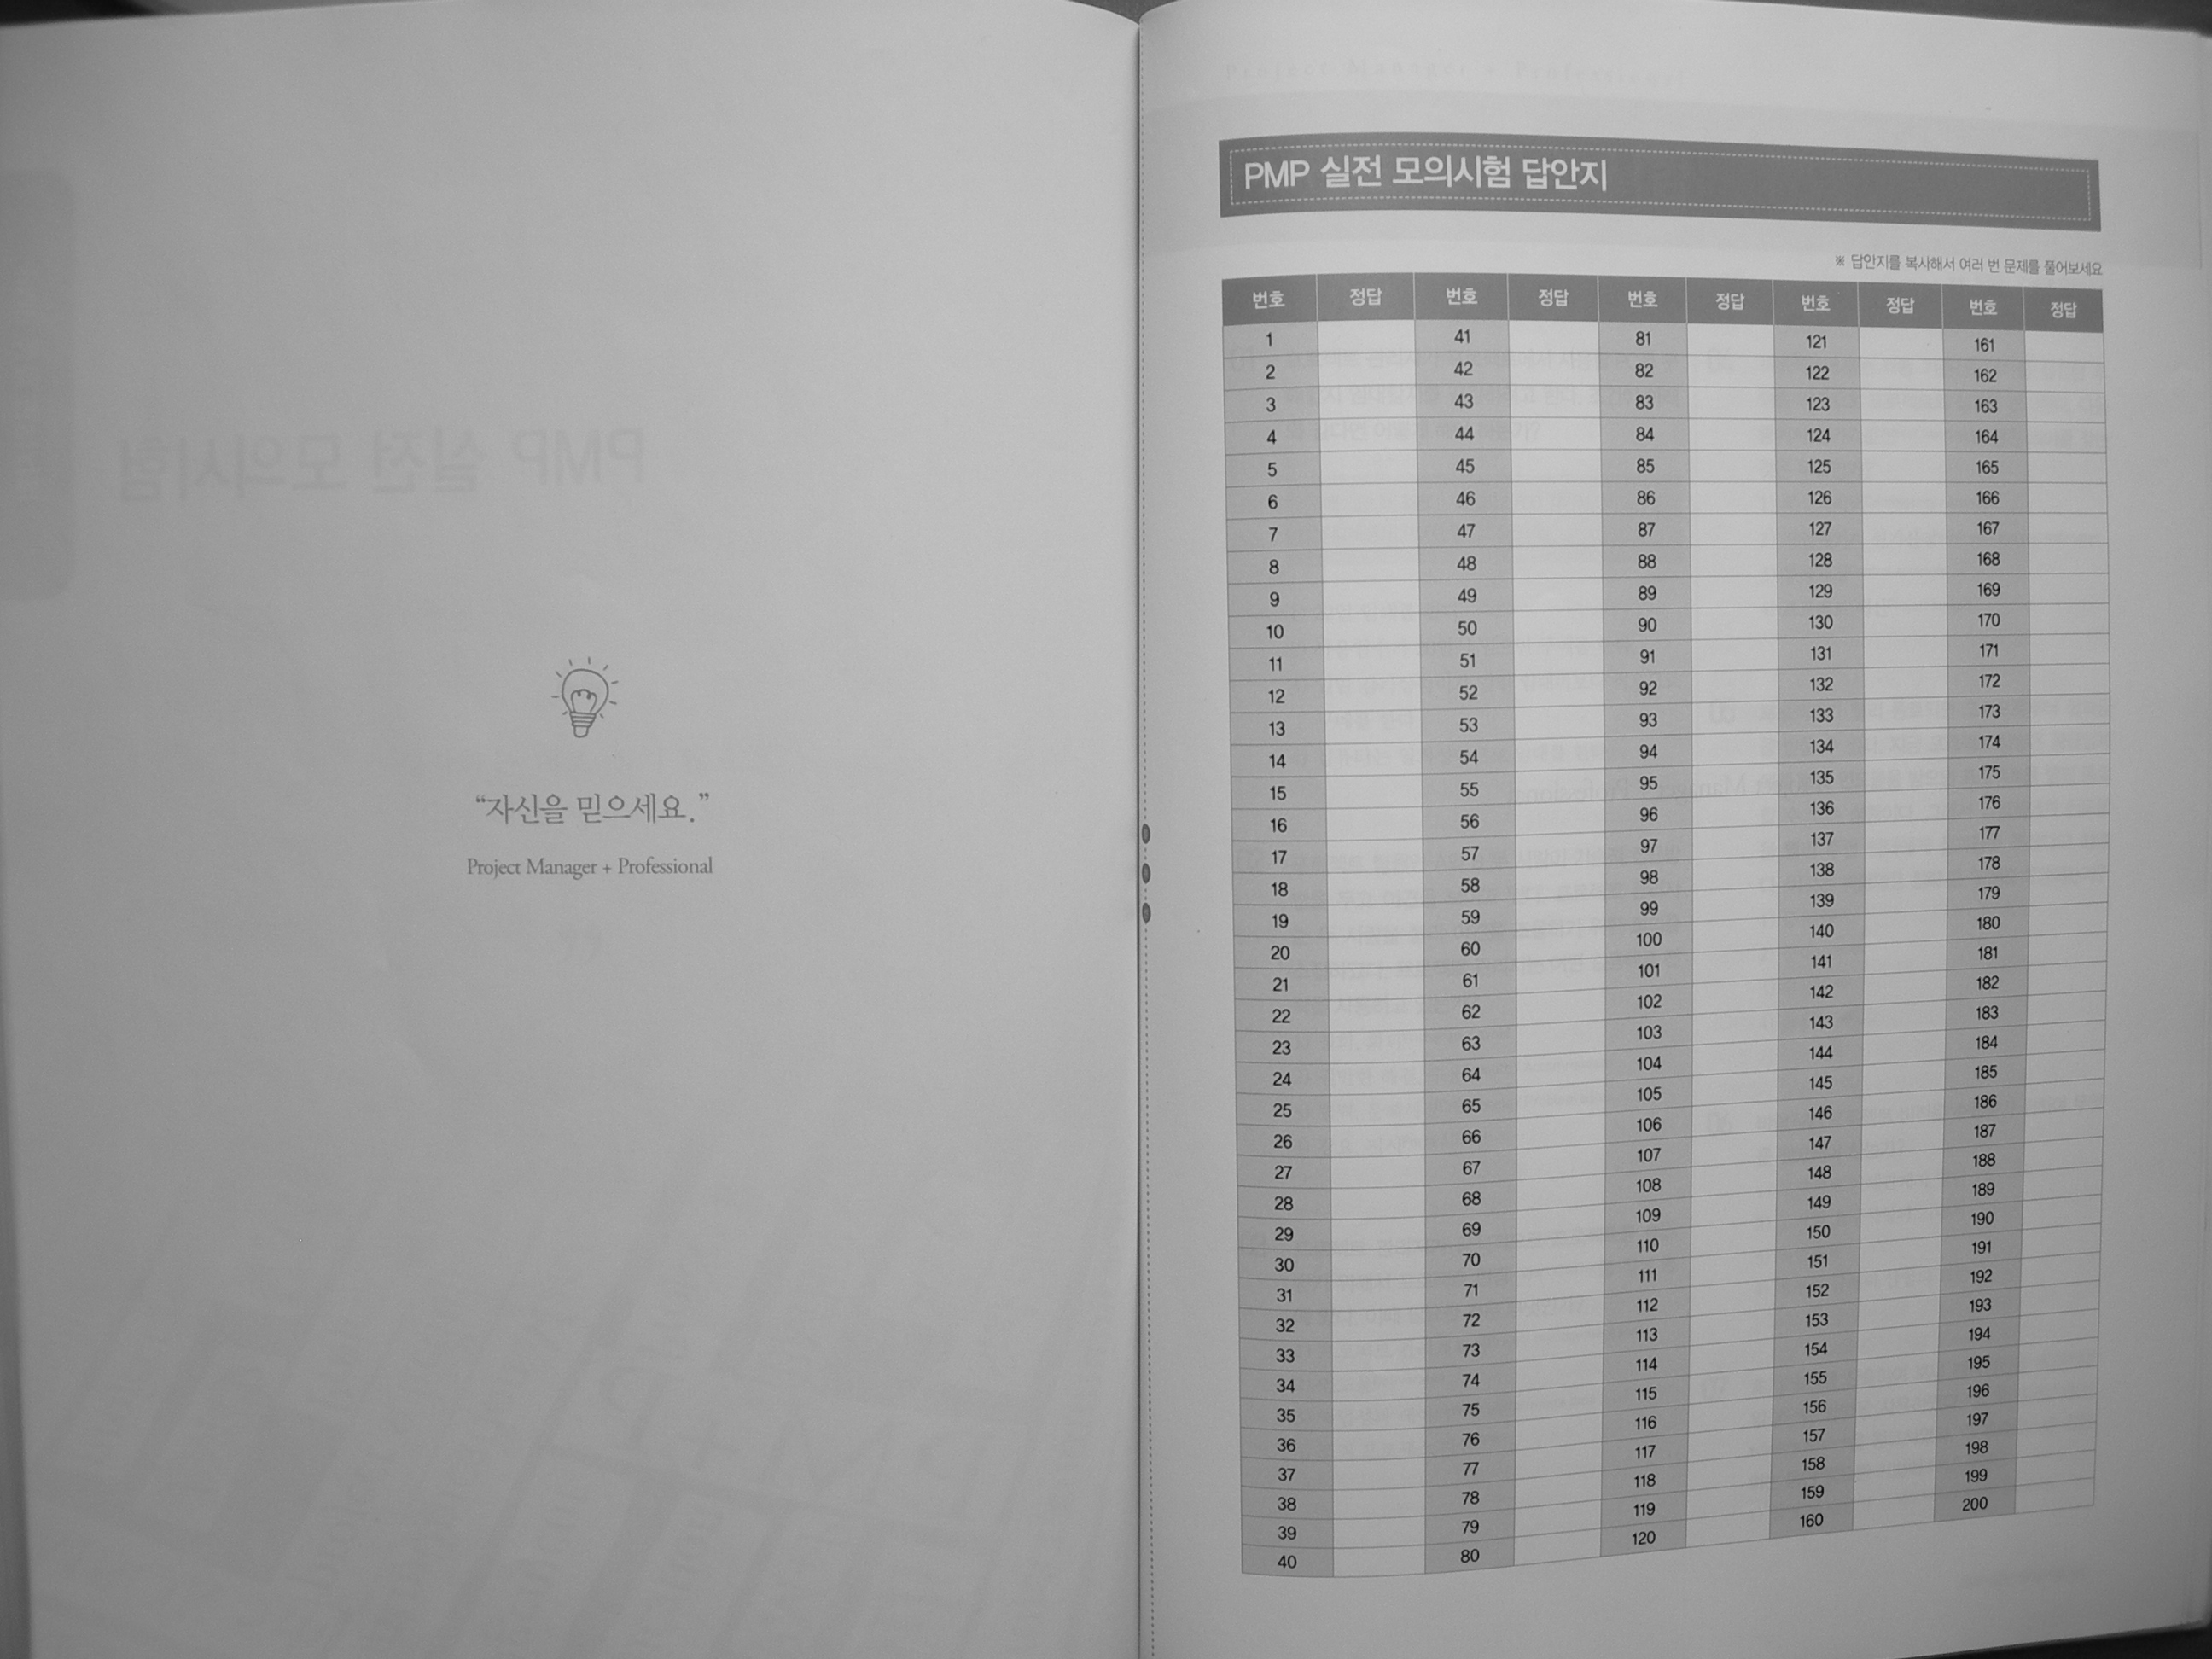 “자신을 믿으세요.”
Project Manager + Professional
PMP 실전 모의시험 답안지
※ 답안지를 복사해서 여러 번 문제를 풀어보세요
번호 정답 번호 정답 번호 정답 번호 정답 번호 정답
1 41 81 121 161
2 42 82 122 162
3 43 83 123 163
4 44 84 124 164
5 45 85 125 165
6 46 86 126 166
7 47 87 127 167
8 48 88 128 168
9 49 89 129 169
10 50 90 130 170
11 51 91 131 171
12 52 92 132 172
13 53 93 133 173
14 54 94 134 174
15 55 95 135 175
16 56 96 136 176
17 57 97 137 177
18 58 98 138 178
19 59 99 139 179
20 60 100 140 180
21 61 101 141 181
22 62 102 142 182
23 63 103 143 183
24 64 104 144 184
25 65 105 145 185
26 66 106 146 186
27 67 107 147 187
28 68 108 148 188
29 69 109 149 189
30 70 110 150 190
31 71 111 151 191
32 72 112 152 192
33 73 113 153 193
34 74 114 154 194
35 75 115 155 195
36 76 116 156 196
37 77 117 157 197
38 78 118 158 198
39 79 119 159 199
40 80 120 160 200